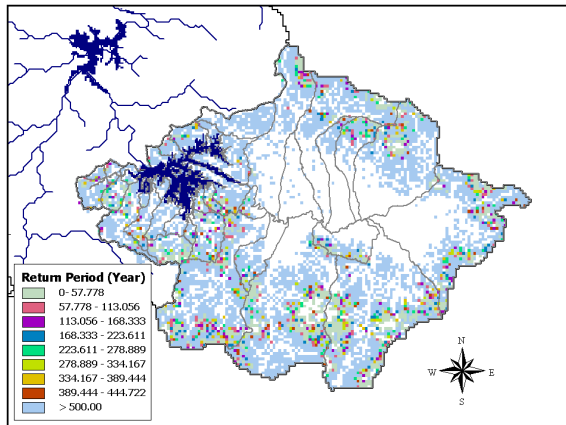 Return Period (Year)
0- 57.778
57.778 - 113.056
113.056 - 168.333
168.333 - 223.611
223.611 - 278.889
278.889 - 334.167
334.167 - 389.444
389.444 - 444.722
> 500.00
N
W E
S